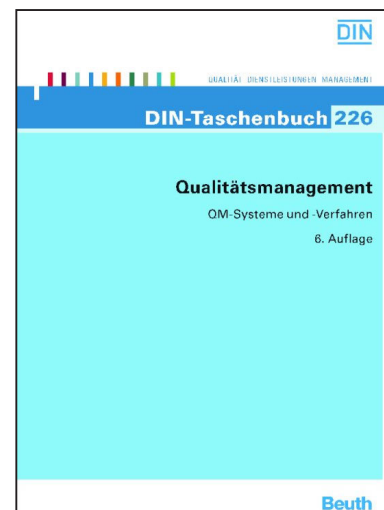 DIN
QUALITÄT DIENSTLEISTUNGEN MANAGEMENT
DIN-Taschenbuch 226
Qualitätsmanagement
QM-Systeme und -Verfahren
6. Auflage
Beuth